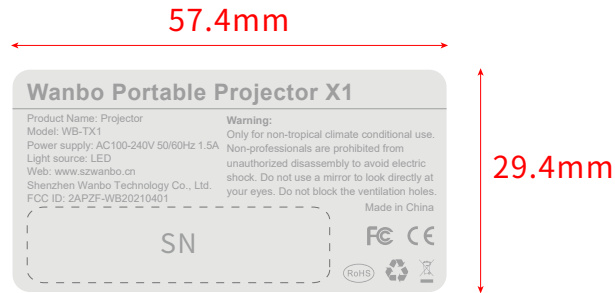 57.4mm
Wanbo Portable Projector X1
Product Name: Projector
Model: WB-TX1
Power supply: AC100-240V 50/60Hz 1.5A
Light source: LED
Web: www.szwanbo.cn
Shenzhen Wanbo Technology Co., Ltd.
FCC ID: 2APZF-WB20210401
Warning:
Only for non-tropical climate conditional use.
Non-professionals are prohibited from
unauthorized disassembly to avoid electric
shock. Do not use a mirror to look directly at
your eyes. Do not block the ventilation holes.
Made in China
SN
FC CE
RoHS
29.4mm